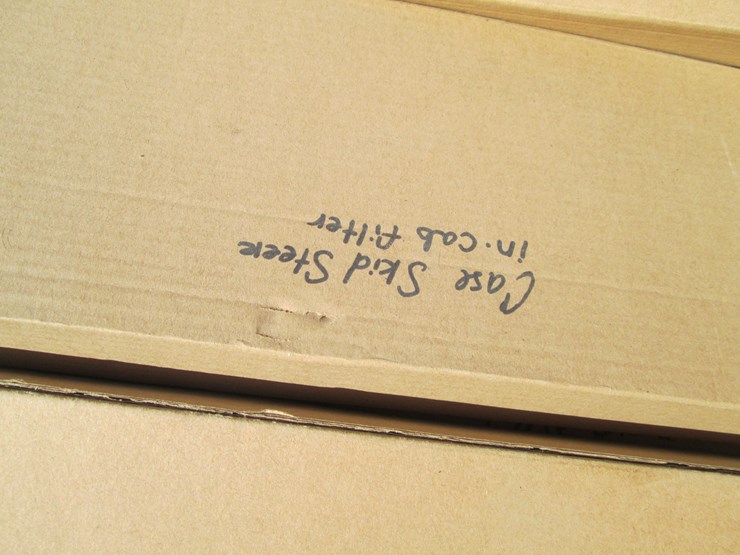 Case Skid Steer
in-cab filter